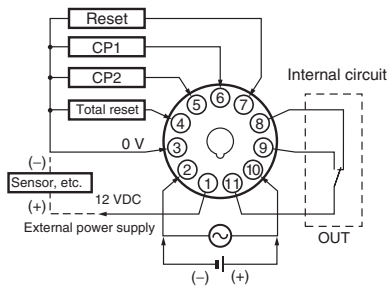 Reset
CP1
CP2
Total reset
Internal circuit
6
5
7
4
8
3
9
2
10
1
11
0 V
(−)
Sensor, etc.
(+)
12 VDC
External power supply
OUT
(−)
(+)